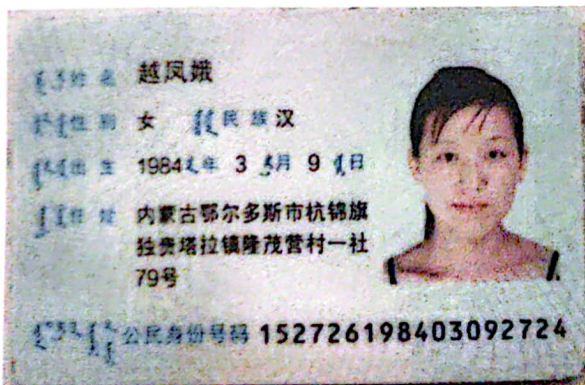 姓名 越凤娥
性别 女 民族 汉
出生 1984年3月9日
住址 内蒙古鄂尔多斯市杭锦旗
独贵塔拉镇隆茂营村一社
79号
公民身份号码 152726198403092724